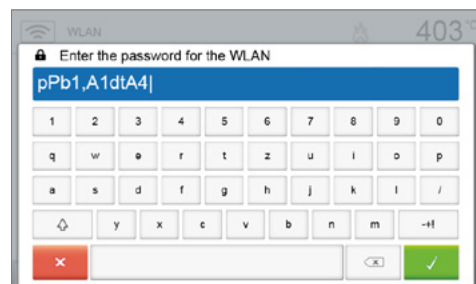 WLAN 403 °C
Enter the password for the WLAN
pPb1,A1dtA4
1 2 3 4 5 6 7 8 9 0
q w e r t z u i o p
a s d f g h j k l /
y x c v b n m -+!